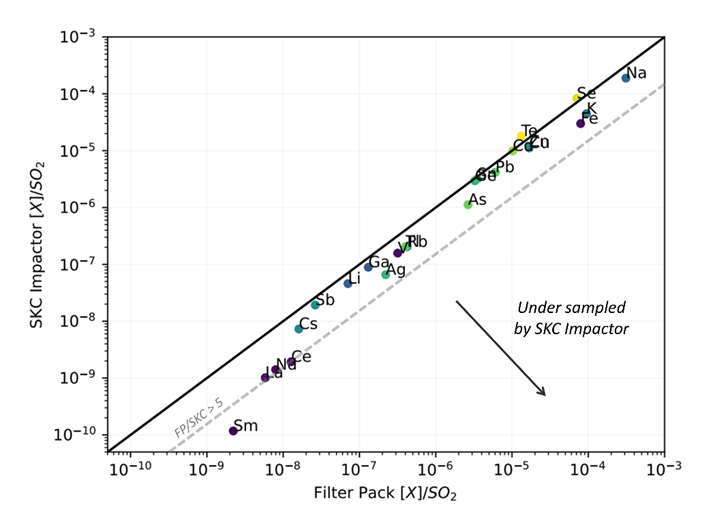 10⁻³
10⁻⁴
10⁻⁵
10⁻⁶
10⁻⁷
10⁻⁸
10⁻⁹
10⁻¹⁰
SKC Impactor [X]/SO₂
Na
Se
K
Fe
Te
Cu
Pb
As
Tl
Rb
V
Ga
Ag
Li
Sb
Cs
Ce
Nd
La
Sm
Under sampled
by SKC Impactor
FP/SKC > 5
10⁻¹⁰ 10⁻⁹ 10⁻⁸ 10⁻⁷ 10⁻⁶ 10⁻⁵ 10⁻⁴ 10⁻³
Filter Pack [X]/SO₂